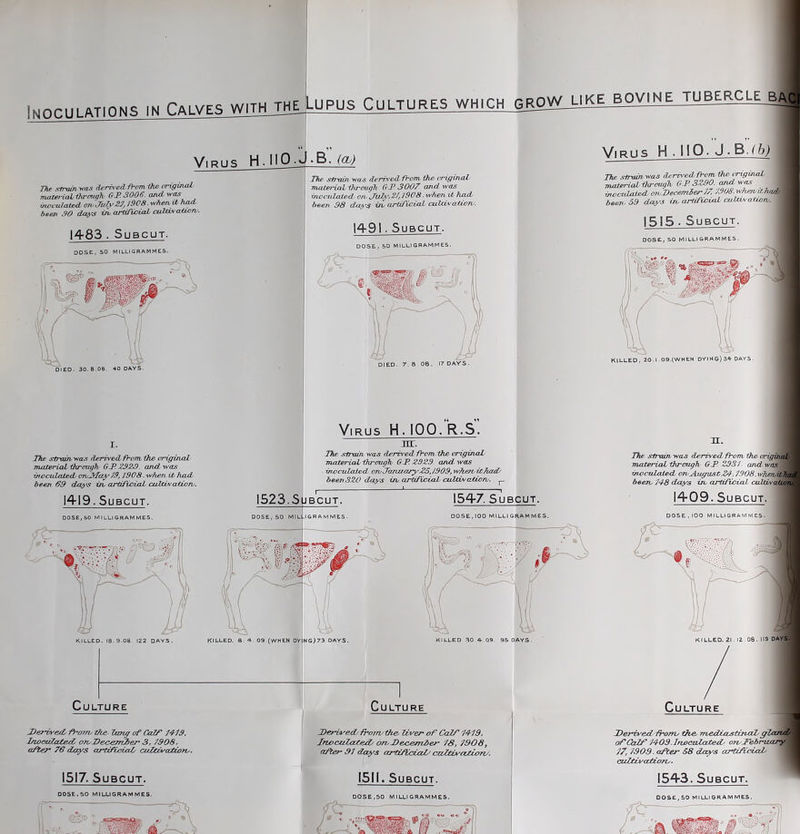 INOCULATIONS IN CALVES WITH THE LUPUS CULTURES WHICH GROW LIKE BOVINE TUBERCLE BAC
VIRUS H.110.J.B. (a)
The strain was derived from the original
material through G.P. 3006. and was
inoculated on July 22, 1908. when it had
been 90 days in artificial cultivation.
1483. SUBCUT.
DOSE, 50 MILLIGRAMMES.
DIED. 30.8.08. 40 DAYS.
The strain was derived from the original
material through G.P. 3007. and was
inoculated on July, 21, 1908. when it had
been 98 days in artificial cultivation.
1491. SUBCUT.
DOSE, 50 MILLIGRAMMES.
DIED. 7.8.08. 17 DAYS.
VIRUS H.110. J.B. (b)
The strain was derived from the original
material through G.P. 3290. and was
inoculated on December 17, 1908. when it had
been 59 days in artificial cultivation.
1515. SUBCUT.
DOSE, 50 MILLIGRAMMES.
KILLED, 20.1.09. (WHEN DYING) 34 DAYS.
VIRUS H.100.R.S.
I.
The strain was derived from the original
material through G.P. 2929. and was
inoculated on May 19, 1908. when it had
been 69 days in artificial cultivation.
1419. SUBCUT.
DOSE, 50 MILLIGRAMMES.
KILLED. 18.9.08. 122 DAYS.
III.
The strain was derived from the original
material through G.P. 2929. and was
inoculated on January 25, 1909, when it had
been 320 days in artificial cultivation.
1523. SUBCUT.
DOSE, 50 MILLIGRAMMES.
KILLED. 8.4.09 (WHEN DYING) 73 DAYS.
1547. SUBCUT.
DOSE, 100 MILLIGRAMMES.
KILLED 30.4.09. 95 DAYS.
II.
The strain was derived from the original
material through G.P. 2931. and was
inoculated on August 24, 1908. when it had
been 148 days in artificial cultivation.
1409. SUBCUT.
DOSE, 100 MILLIGRAMMES.
KILLED. 21.12.08. 119 DAYS.
CULTURE
Derived from the lung of Calf 1419.
Inoculated on December 3, 1908.
after 76 days artificial cultivation.
1517. SUBCUT.
DOSE, 50 MILLIGRAMMES.
CULTURE
Derived from the liver of Calf 1419.
Inoculated on December 18, 1908,
after 91 days artificial cultivation.
1511. SUBCUT.
DOSE, 50 MILLIGRAMMES.
CULTURE
Derived from the mediastinal gland
of Calf 1409. Inoculated on February
17, 1909. after 58 days artificial
cultivation.
1543. SUBCUT.
DOSE, 50 MILLIGRAMMES.